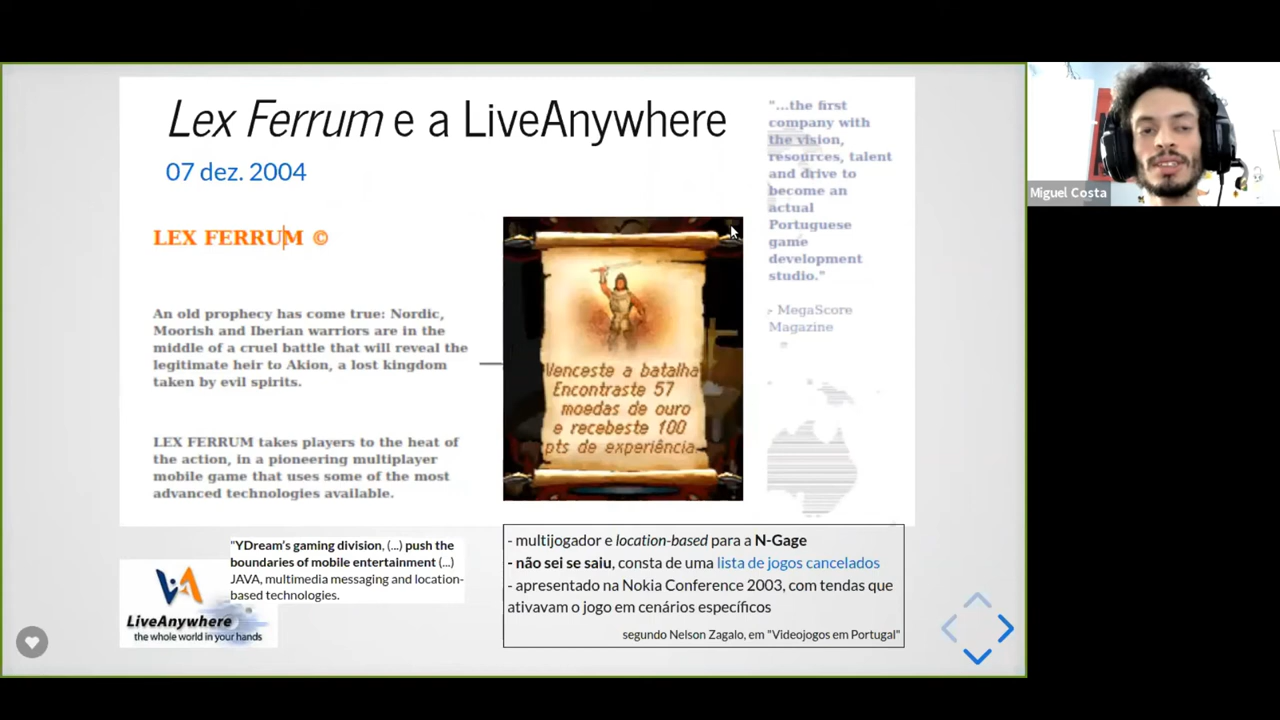 Lex Ferrum e a LiveAnywhere
07 dez. 2004
LEX FERRUM ©
An old prophecy has come true: Nordic,
Moorish and Iberian warriors are in the
middle of a cruel battle that will reveal the
legitimate heir to Akion, a lost kingdom
taken by evil spirits.
LEX FERRUM takes players to the heat of
the action, in a pioneering multiplayer
mobile game that uses some of the most
advanced technologies available.
Venceste a batalha
Encontraste 57
moedas de ouro
e recebeste 100
pts de experiência
"...the first
company with
the vision,
resources, talent
and drive to
become an
actual
Portuguese
game
development
studio."
- MegaScore
Magazine
"YDream's gaming division, (...) push the
boundaries of mobile entertainment (...)
JAVA, multimedia messaging and location-
based technologies.
LiveAnywhere
the whole world in your hands
- multijogador e location-based para a N-Gage
- não sei se saiu, consta de uma lista de jogos cancelados
- apresentado na Nokia Conference 2003, com tendas que
ativavam o jogo em cenários específicos
segundo Nelson Zagalo, em "Videojogos em Portugal"
Miguel Costa